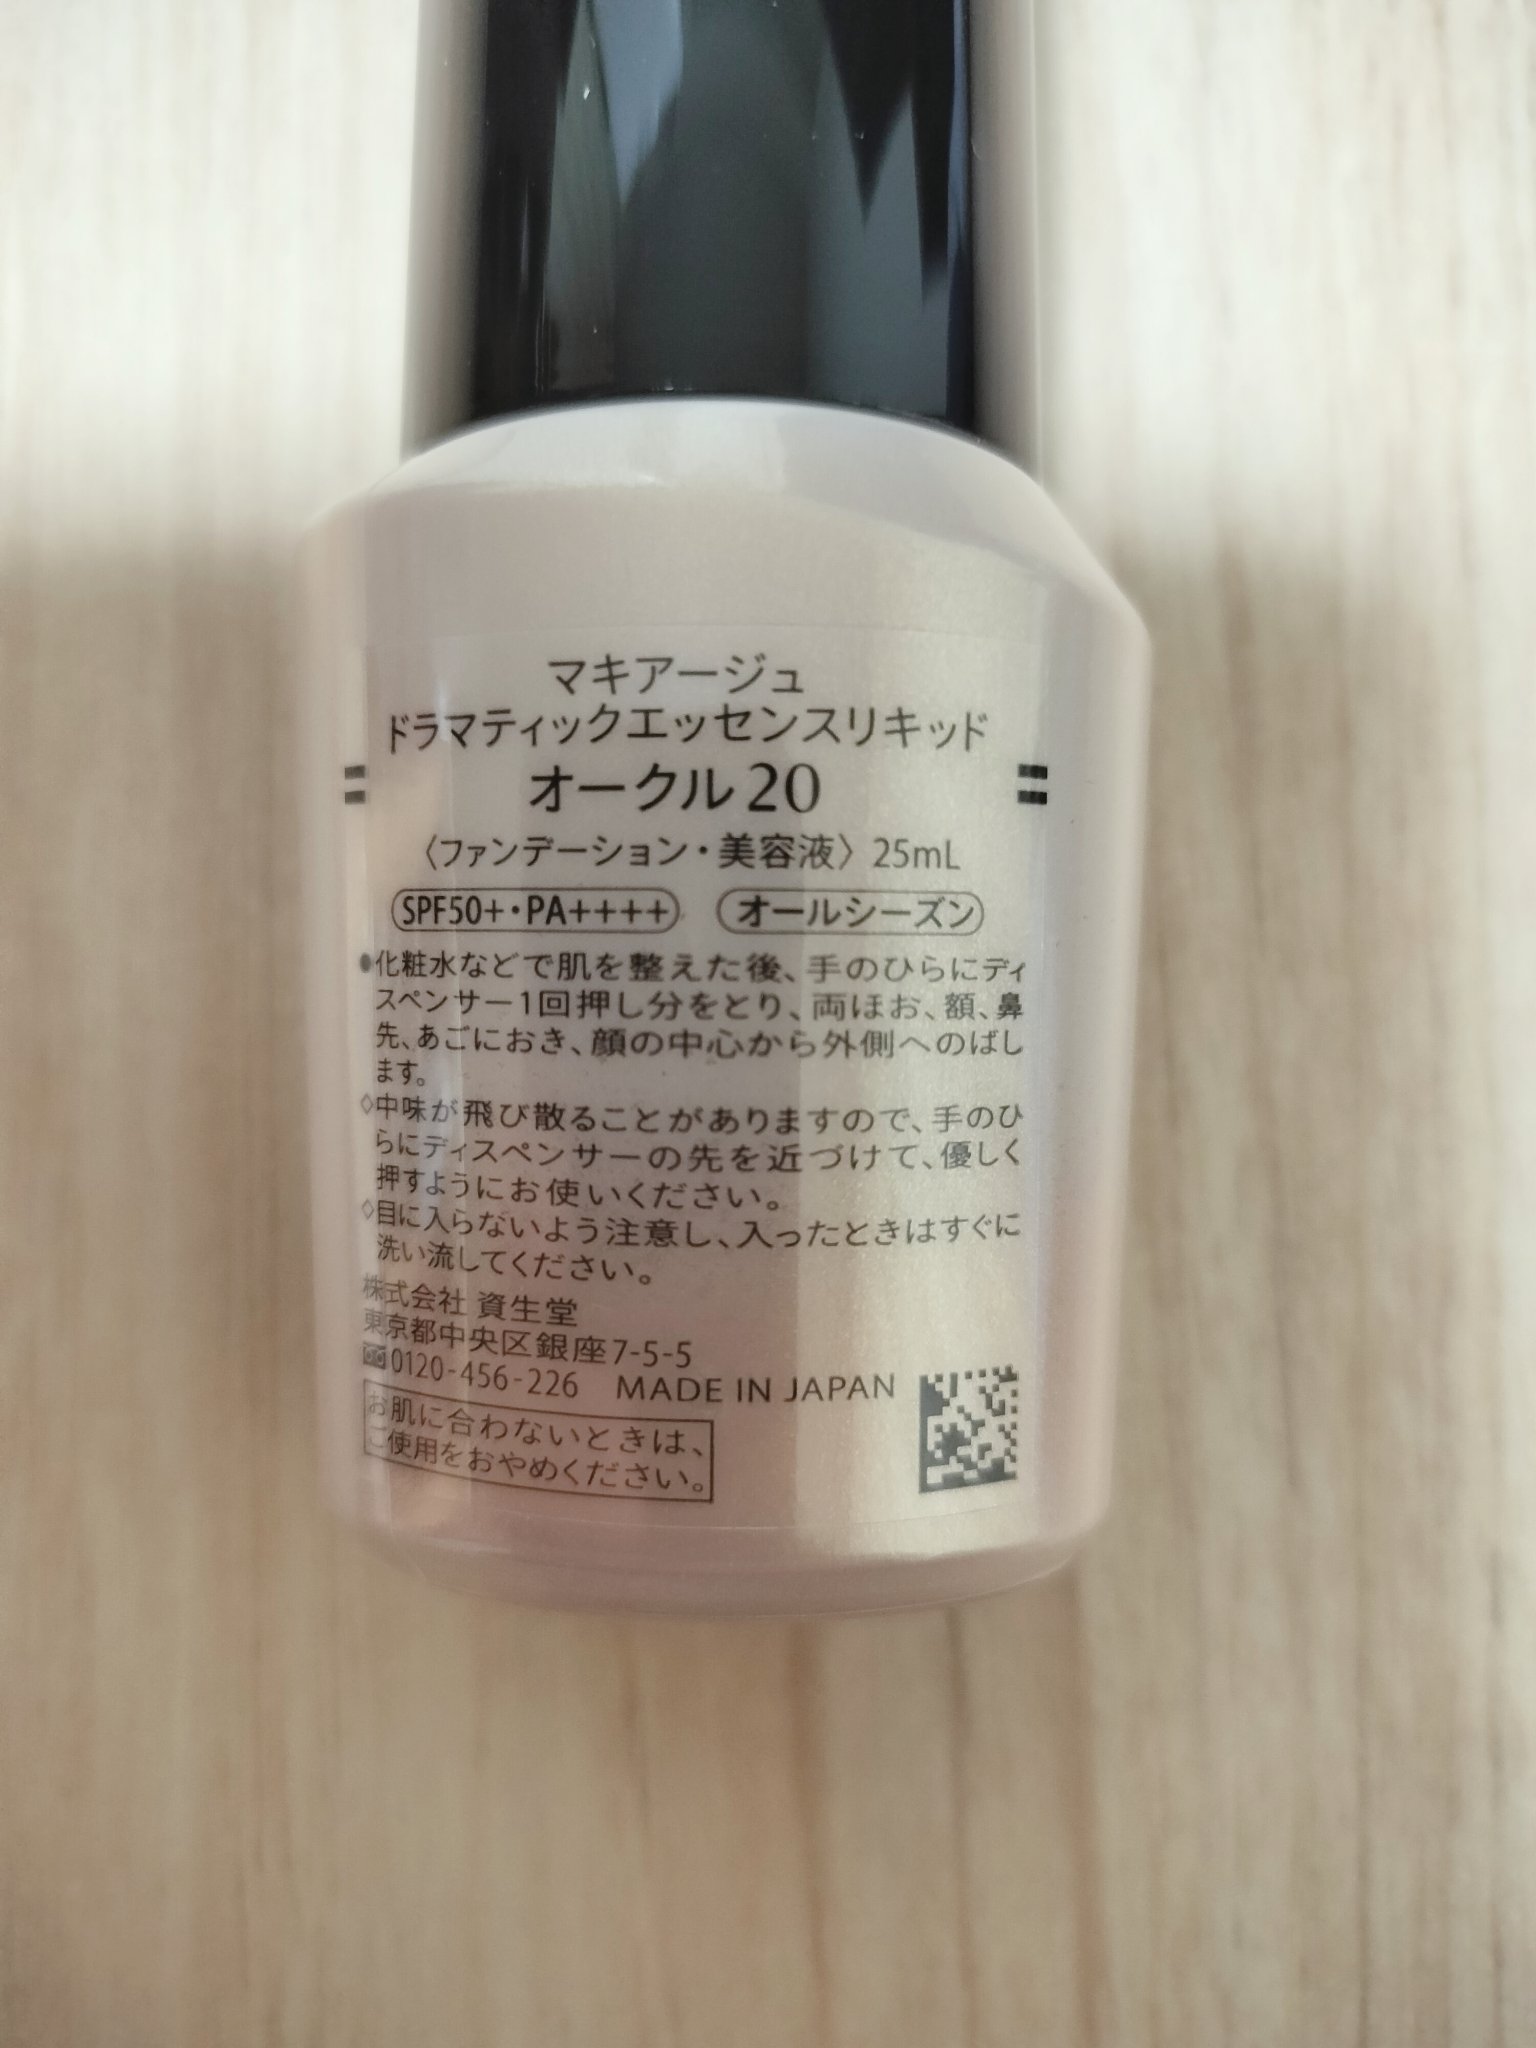 マキアージュ
ドラマティックエッセンスリキッド
オークル20
〈ファンデーション・美容液〉 25mL
SPF50+・PA++++ オールシーズン
●化粧水などで肌を整えた後、手のひらにディ
スペンサー1回押し分をとり、両ほお、額、鼻
先、あごにおき、顔の中心から外側へのばし
ます。
◇中味が飛び散ることがありますので、手のひ
らにディスペンサーの先を近づけて、優しく
押すようにお使いください。
◇目に入らないよう注意し、入ったときはすぐに
洗い流してください。
株式会社 資生堂
東京都中央区銀座7-5-5
0120-456-226 MADE IN JAPAN
お肌に合わないときは、
ご使用をおやめください。